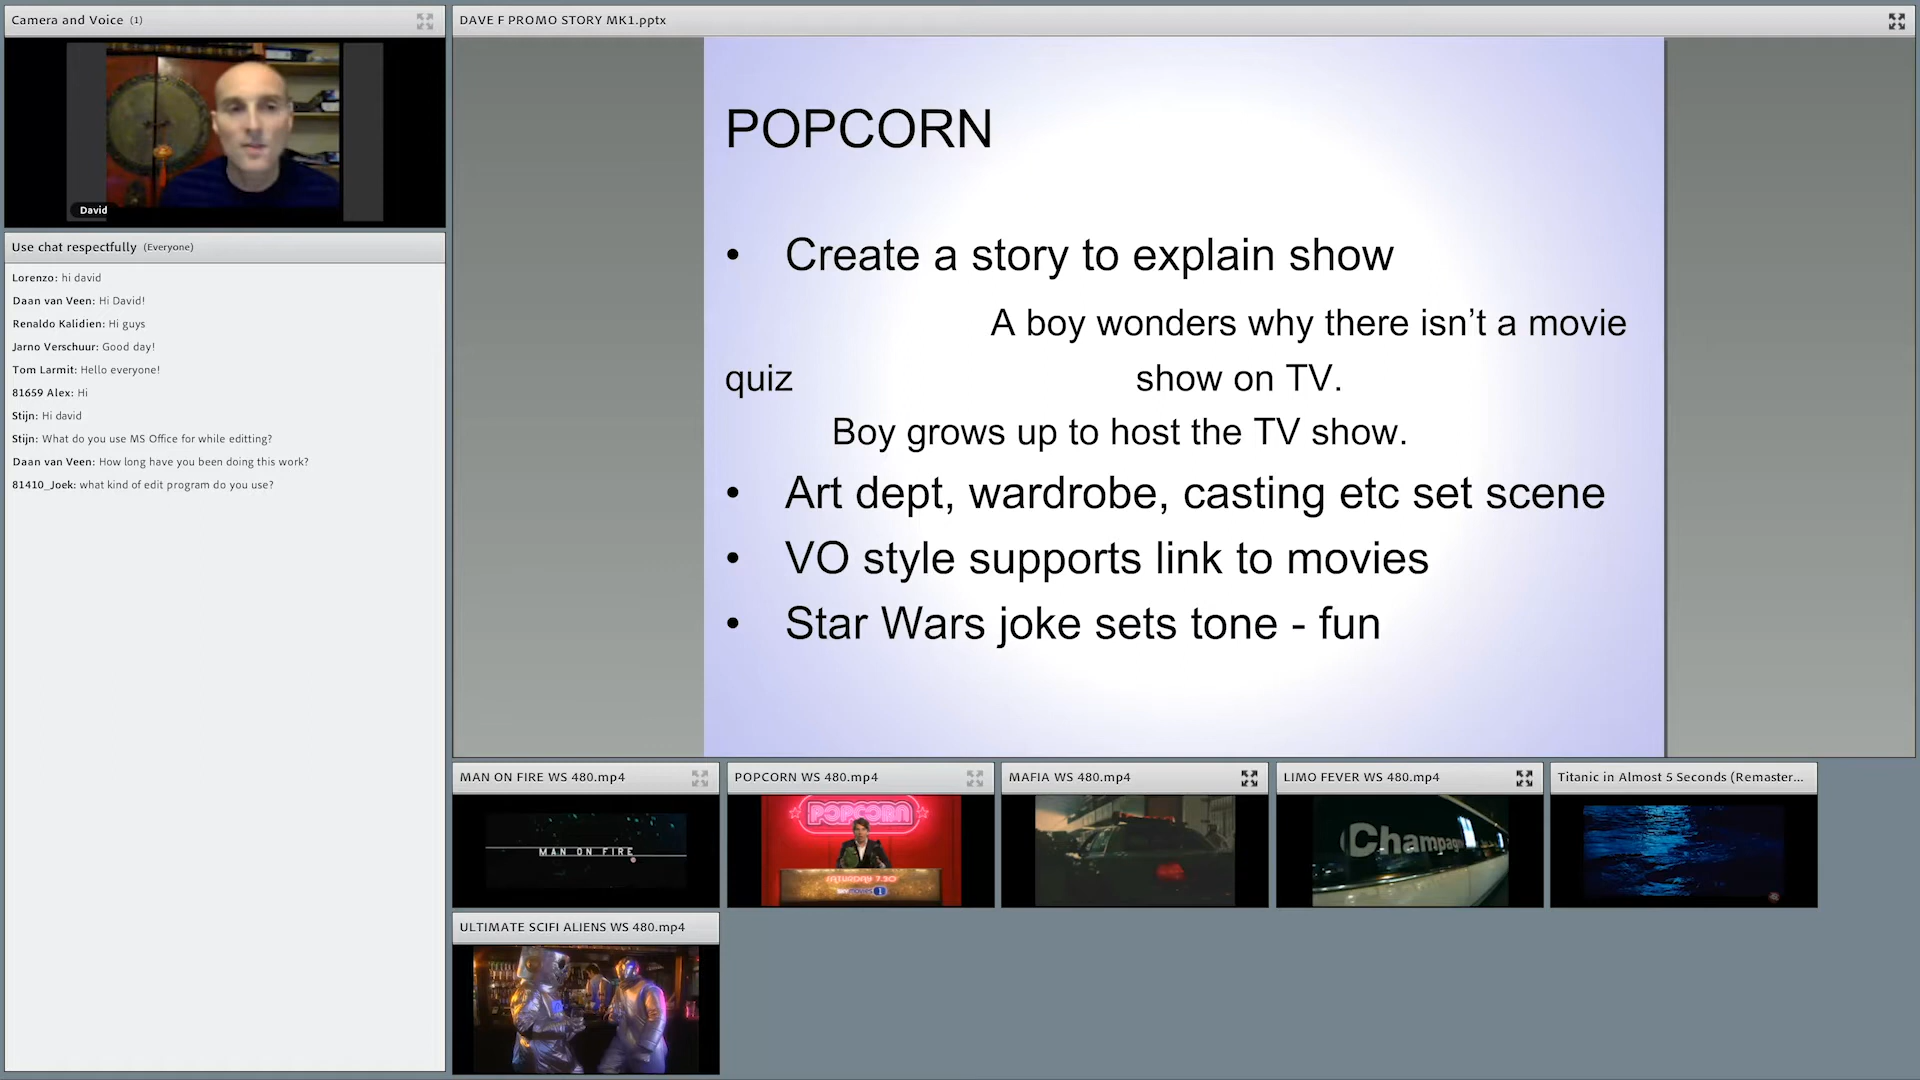 Camera and Voice (1)
David
Use chat respectfully (Everyone)
Lorenzo: hi david
Daan van Veen: Hi David!
Renaldo Kalidien: Hi guys
Jarno Verschuur: Good day!
Tom Larmit: Hello everyone!
81659 Alex: Hi
Stijn: Hi david
Stijn: What do you use MS Office for while editting?
Daan van Veen: How long have you been doing this work?
81410_Joek: what kind of edit program do you use?
DAVE F PROMO STORY MK1.pptx
POPCORN
• Create a story to explain show
A boy wonders why there isn’t a movie
quiz show on TV.
Boy grows up to host the TV show.
• Art dept, wardrobe, casting etc set scene
• VO style supports link to movies
• Star Wars joke sets tone - fun
MAN ON FIRE WS 480.mp4
MAN ON FIRE
POPCORN WS 480.mp4
POPCORN
SATURDAY 7.30
sky movies 1
MAFIA WS 480.mp4
LIMO FEVER WS 480.mp4
Champag
Titanic in Almost 5 Seconds (Remaster...
ULTIMATE SCIFI ALIENS WS 480.mp4